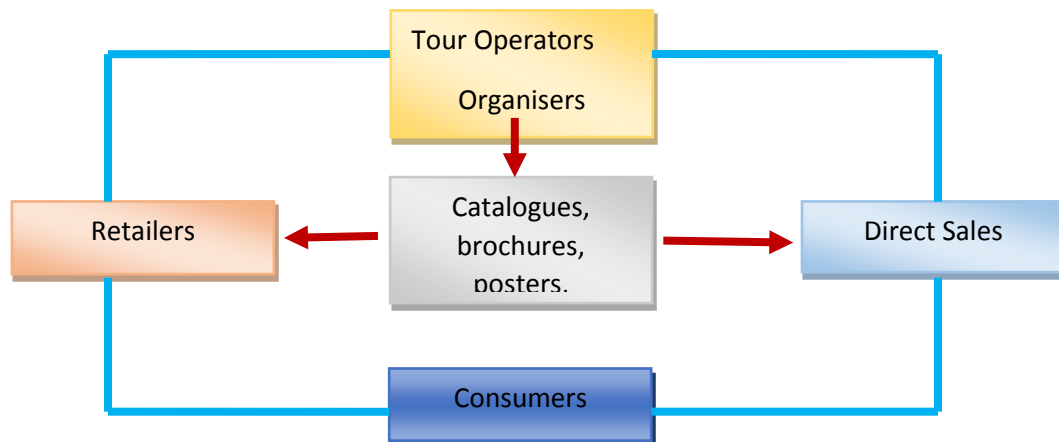 Tour Operators
Organisers
Retailers
Catalogues,
brochures,
posters.
Direct Sales
Consumers